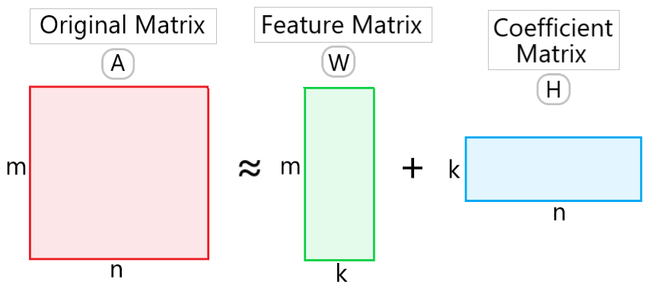 Original Matrix
Feature Matrix
Coefficient
Matrix
A
W
H
m
n
≈
m
k
+
k
n